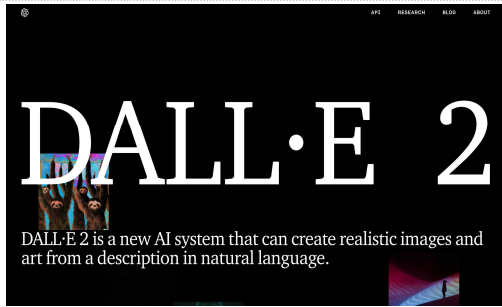 API RESEARCH BLOG ABOUT
DALL·E 2
DALL·E 2 is a new AI system that can create realistic images and
art from a description in natural language.